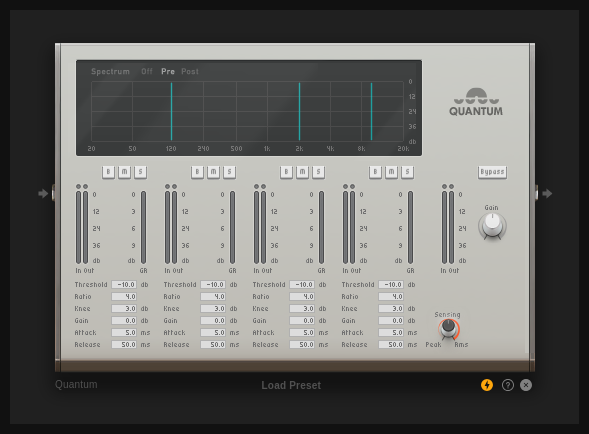 Spectrum Off Pre Post
0
12
24
36
db
20 50 120 240 500 1k 2k 4k 8k 20k
QUANTUM
B M S B M S B M S B M S Bypass
0 0 0 0 0 0 0 0 0
12 3 12 3 12 3 12 3 12
24 6 24 6 24 6 24 6 24
36 9 36 9 36 9 36 9 36
db db db db db db db db db
In Out GR In Out GR In Out GR In Out GR In Out
Gain
Threshold -10.0 db Threshold -10.0 db Threshold -10.0 db Threshold -10.0 db
Ratio 4.0 Ratio 4.0 Ratio 4.0 Ratio 4.0
Knee 3.0 db Knee 3.0 db Knee 3.0 db Knee 3.0 db
Gain 0.0 db Gain 0.0 db Gain 0.0 db Gain 0.0 db
Attack 5.0 ms Attack 5.0 ms Attack 5.0 ms Attack 5.0 ms
Release 50.0 ms Release 50.0 ms Release 50.0 ms Release 50.0 ms
Sensing
Peak Rms
Quantum Load Preset ?